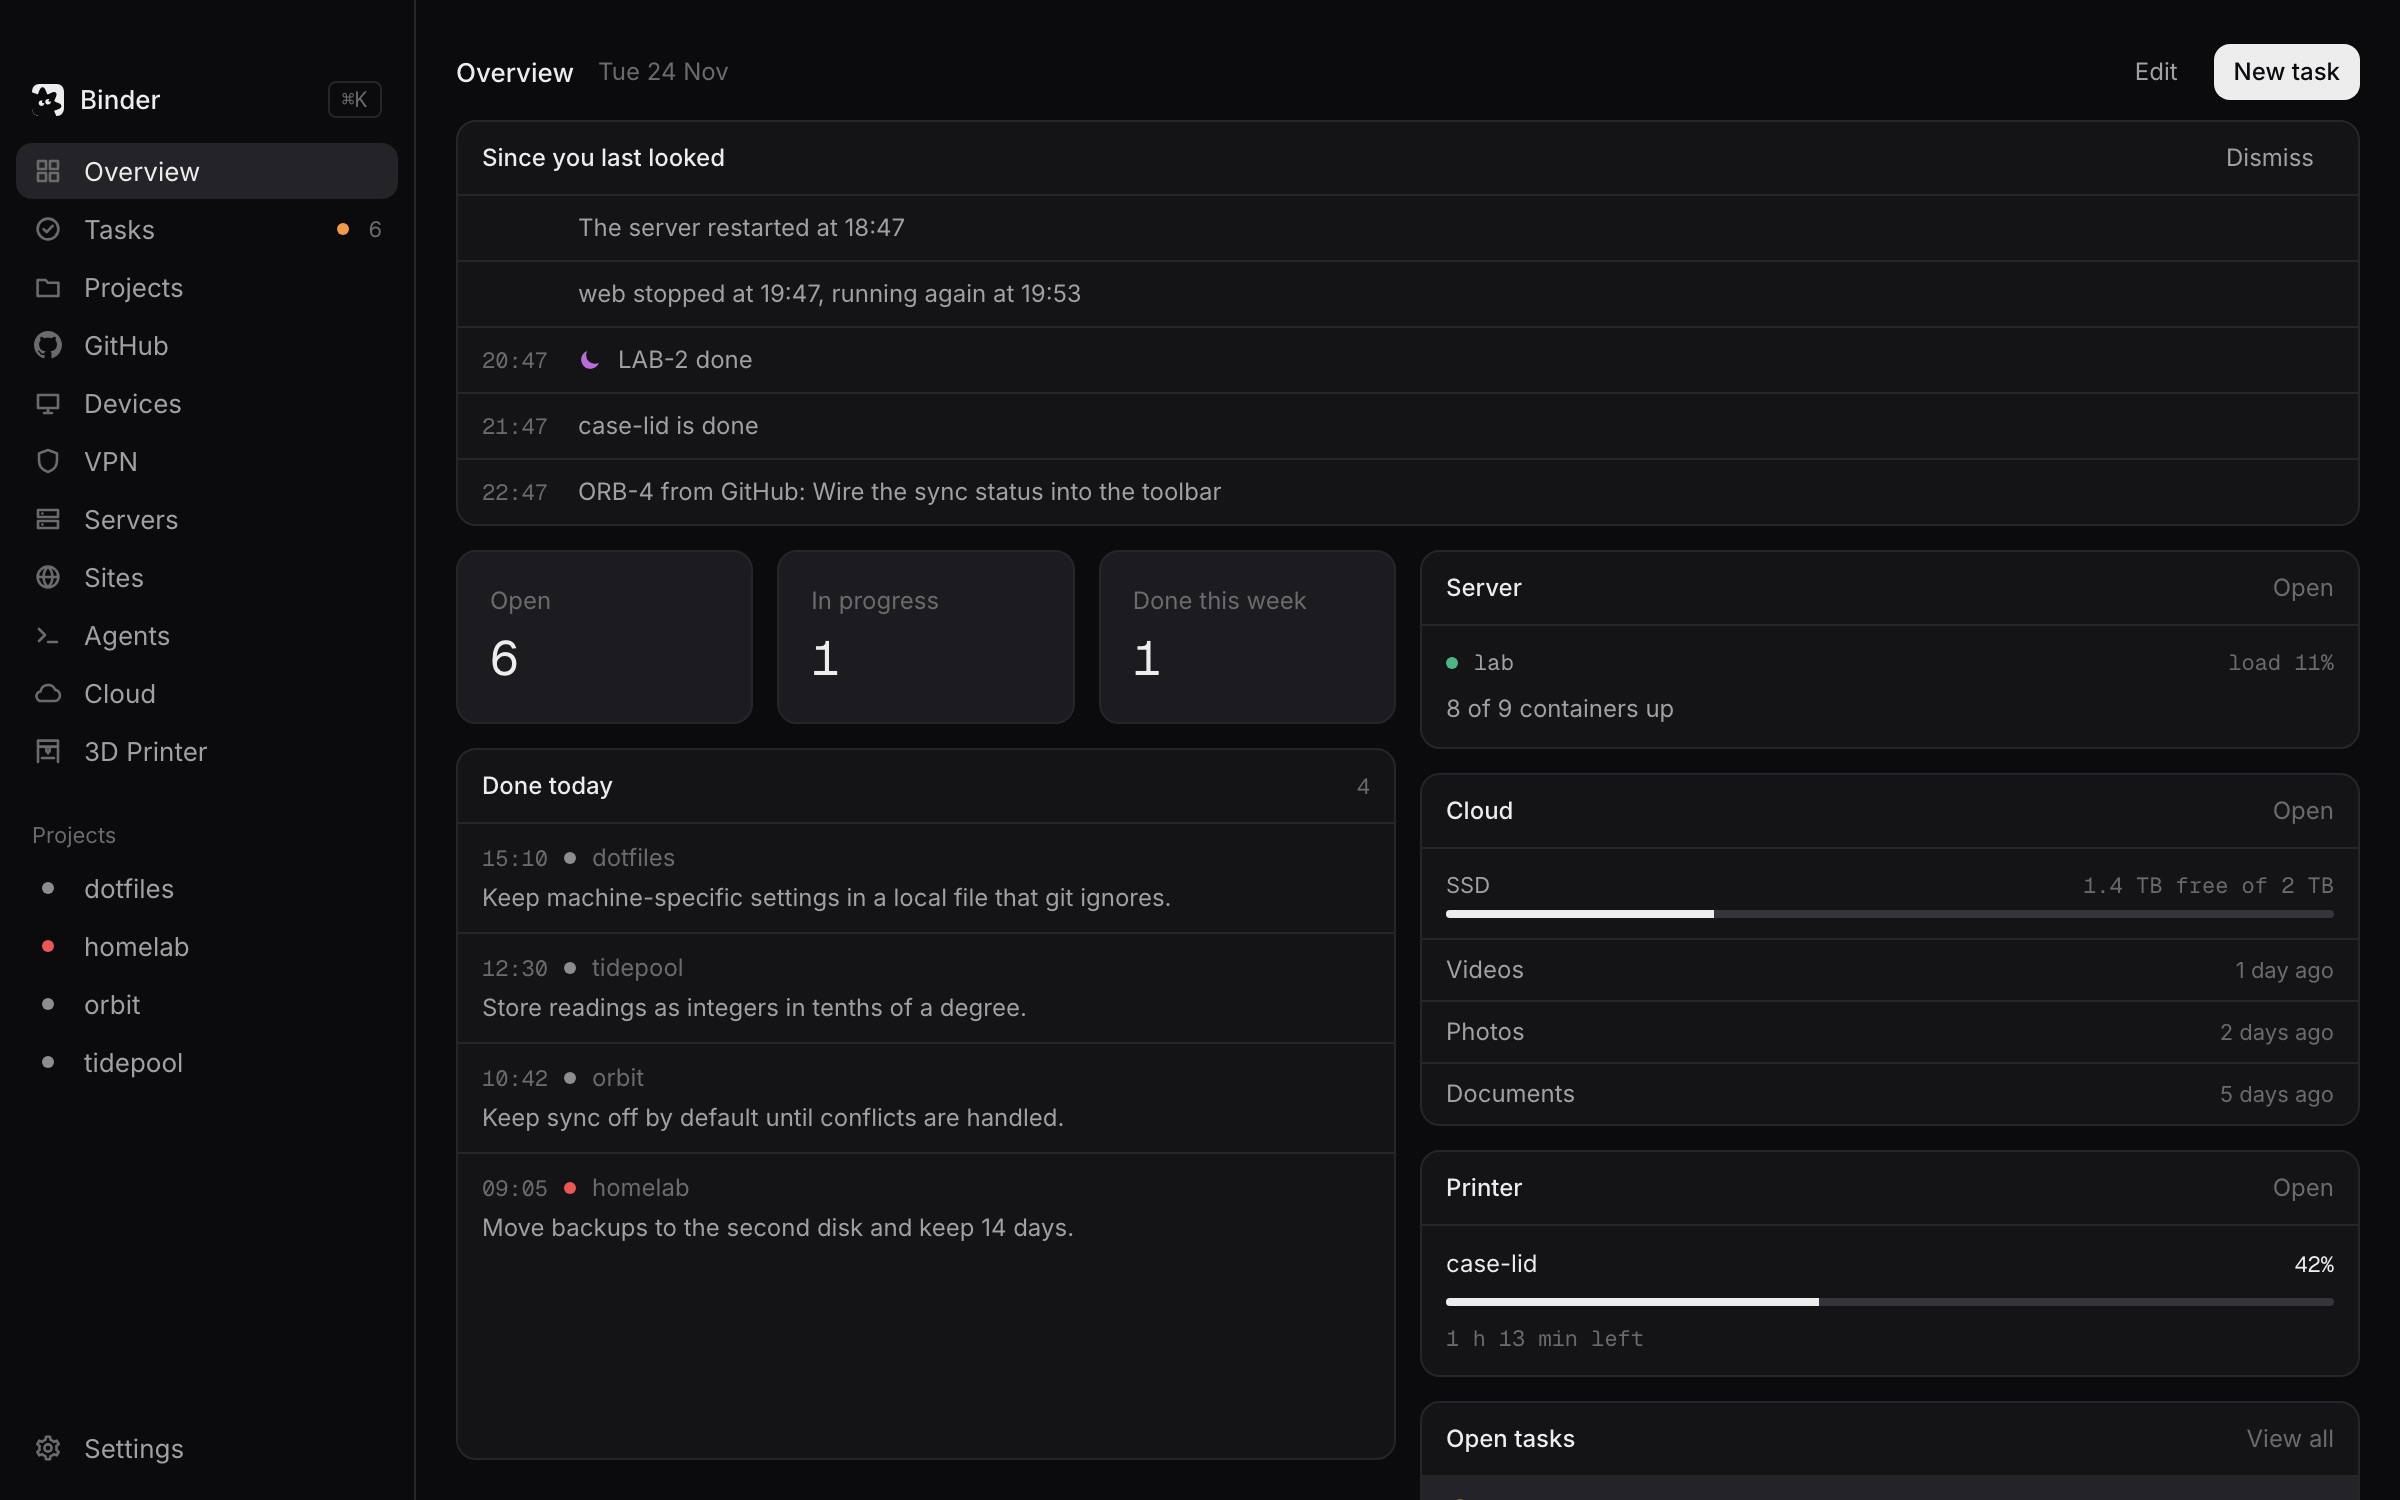 Binder
⌘K
Overview
Tasks 6
Projects
GitHub
Devices
VPN
Servers
Sites
Agents
Cloud
3D Printer
Projects
dotfiles
homelab
orbit
tidepool
Settings
Overview Tue 24 Nov
Edit
New task
Since you last looked
Dismiss
The server restarted at 18:47
web stopped at 19:47, running again at 19:53
20:47 LAB-2 done
21:47 case-lid is done
22:47 ORB-4 from GitHub: Wire the sync status into the toolbar
Open
6
In progress
1
Done this week
1
Done today 4
15:10 dotfiles
Keep machine-specific settings in a local file that git ignores.
12:30 tidepool
Store readings as integers in tenths of a degree.
10:42 orbit
Keep sync off by default until conflicts are handled.
09:05 homelab
Move backups to the second disk and keep 14 days.
Server Open
lab load 11%
8 of 9 containers up
Cloud Open
SSD 1.4 TB free of 2 TB
Videos 1 day ago
Photos 2 days ago
Documents 5 days ago
Printer Open
case-lid 42%
1 h 13 min left
Open tasks View all